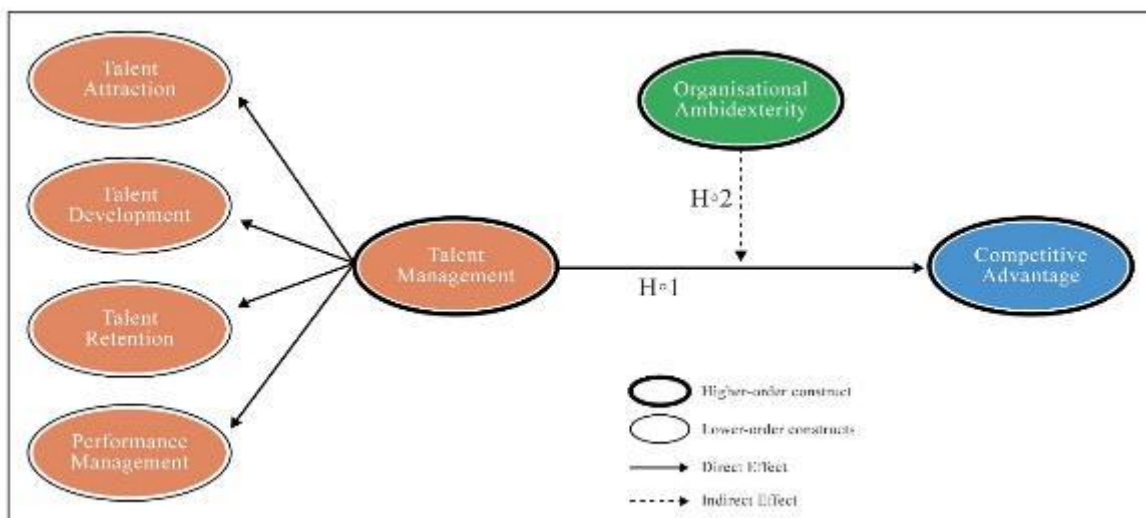 Talent
Attraction
Organisational
Ambidexterity
Talent
Development
H°2
Talent
Management
Competitive
Advantage
H°1
Talent
Retention
Higher-order construct
Lower-order constructs
Performance
Management
Direct Effect
Indirect Effect